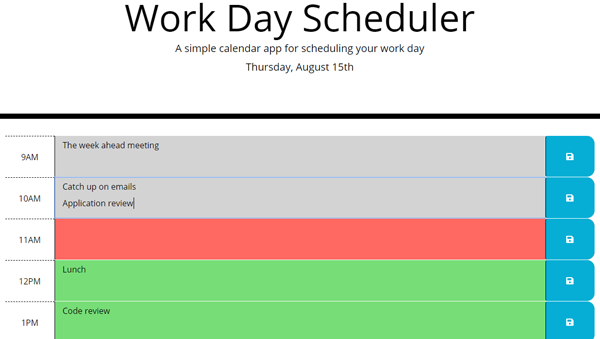 Work Day Scheduler
A simple calendar app for scheduling your work day
Thursday, August 15th
9AM
The week ahead meeting
10AM
Catch up on emails
Application review
11AM
12PM
Lunch
1PM
Code review